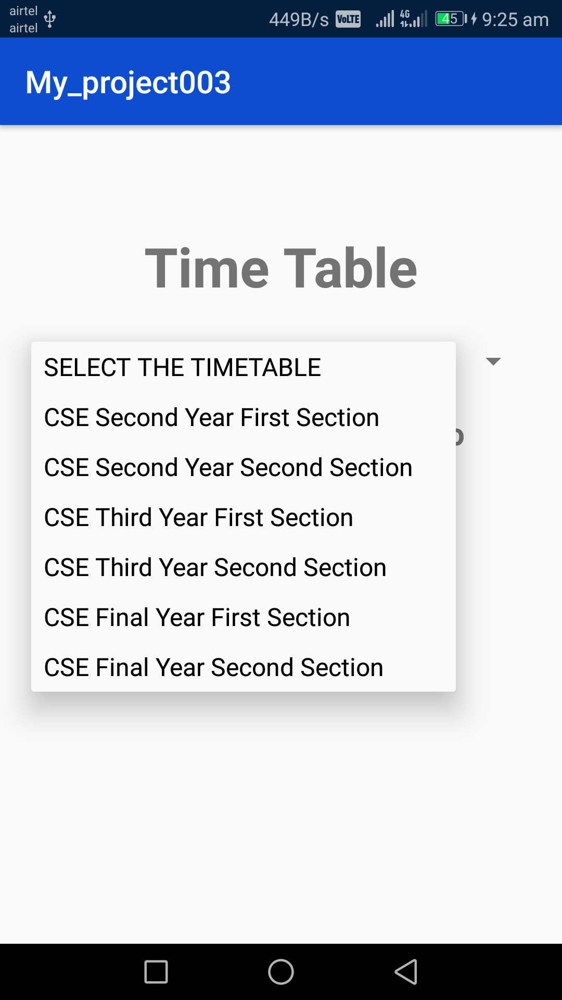 airtel
airtel
449B/s VoLTE 4G 45 9:25 am
My_project003
Time Table
SELECT THE TIMETABLE
CSE Second Year First Section
CSE Second Year Second Section
CSE Third Year First Section
CSE Third Year Second Section
CSE Final Year First Section
CSE Final Year Second Section